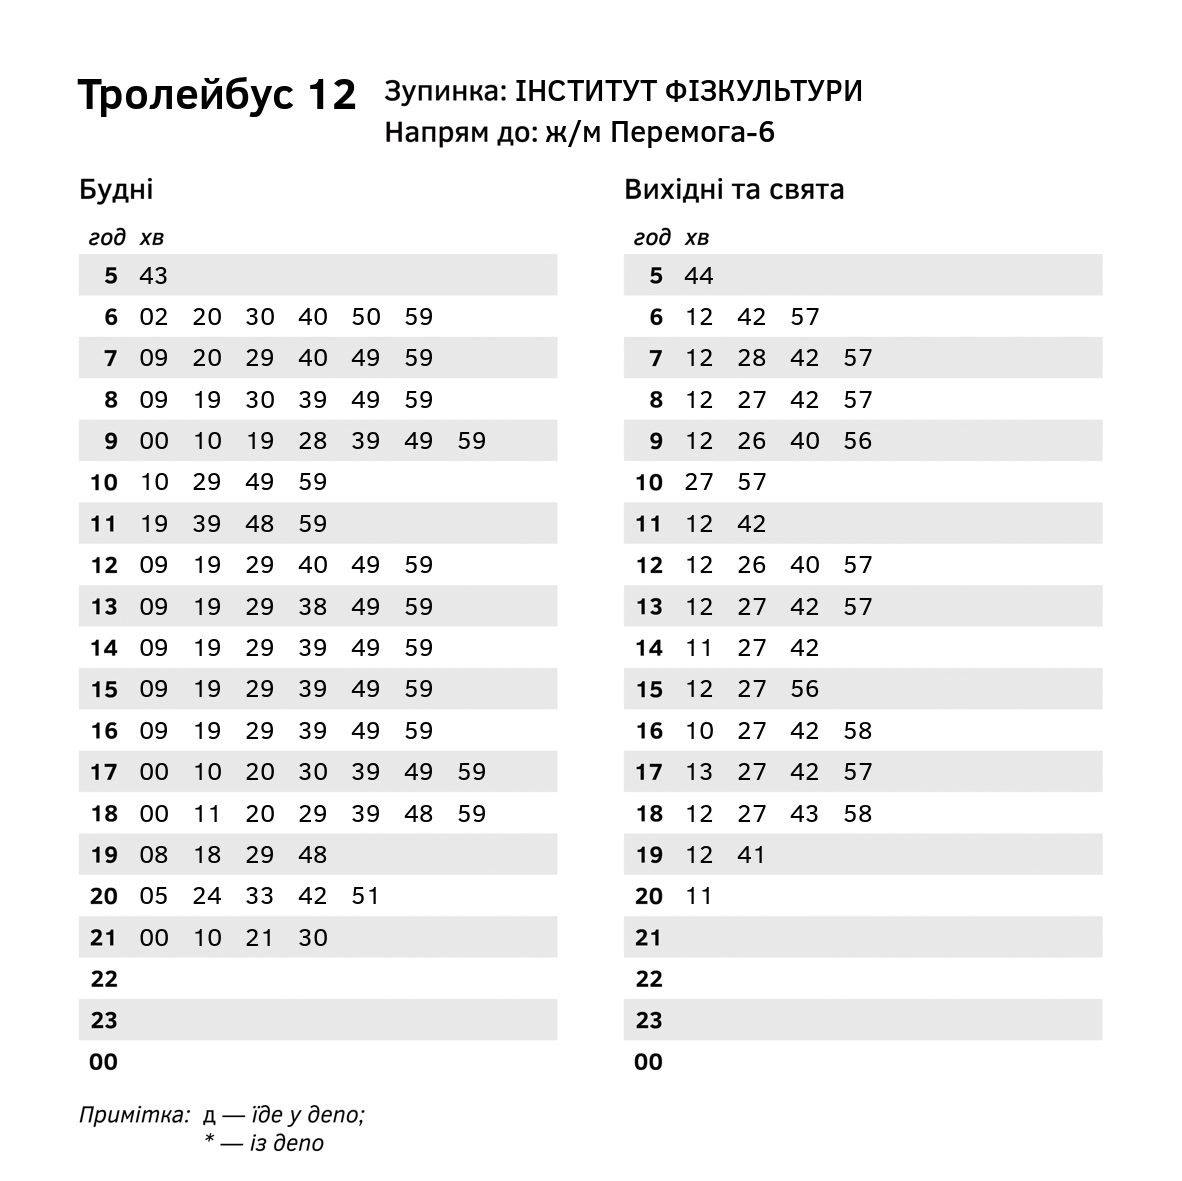 Тролейбус 12
Зупинка: ІНСТИТУТ ФІЗКУЛЬТУРИ
Напрям до: ж/м Перемога-6
Будні
год хв
5 43
6 02 20 30 40 50 59
7 09 20 29 40 49 59
8 09 19 30 39 49 59
9 00 10 19 28 39 49 59
10 10 29 49 59
11 19 39 48 59
12 09 19 29 40 49 59
13 09 19 29 38 49 59
14 09 19 29 39 49 59
15 09 19 29 39 49 59
16 09 19 29 39 49 59
17 00 10 20 30 39 49 59
18 00 11 20 29 39 48 59
19 08 18 29 48
20 05 24 33 42 51
21 00 10 21 30
22
23
00
Вихідні та свята
год хв
5 44
6 12 42 57
7 12 28 42 57
8 12 27 42 57
9 12 26 40 56
10 27 57
11 12 42
12 12 26 40 57
13 12 27 42 57
14 11 27 42
15 12 27 56
16 10 27 42 58
17 13 27 42 57
18 12 27 43 58
19 12 41
20 11
21
22
23
00
Примітка: д — їде у депо;
* — із депо